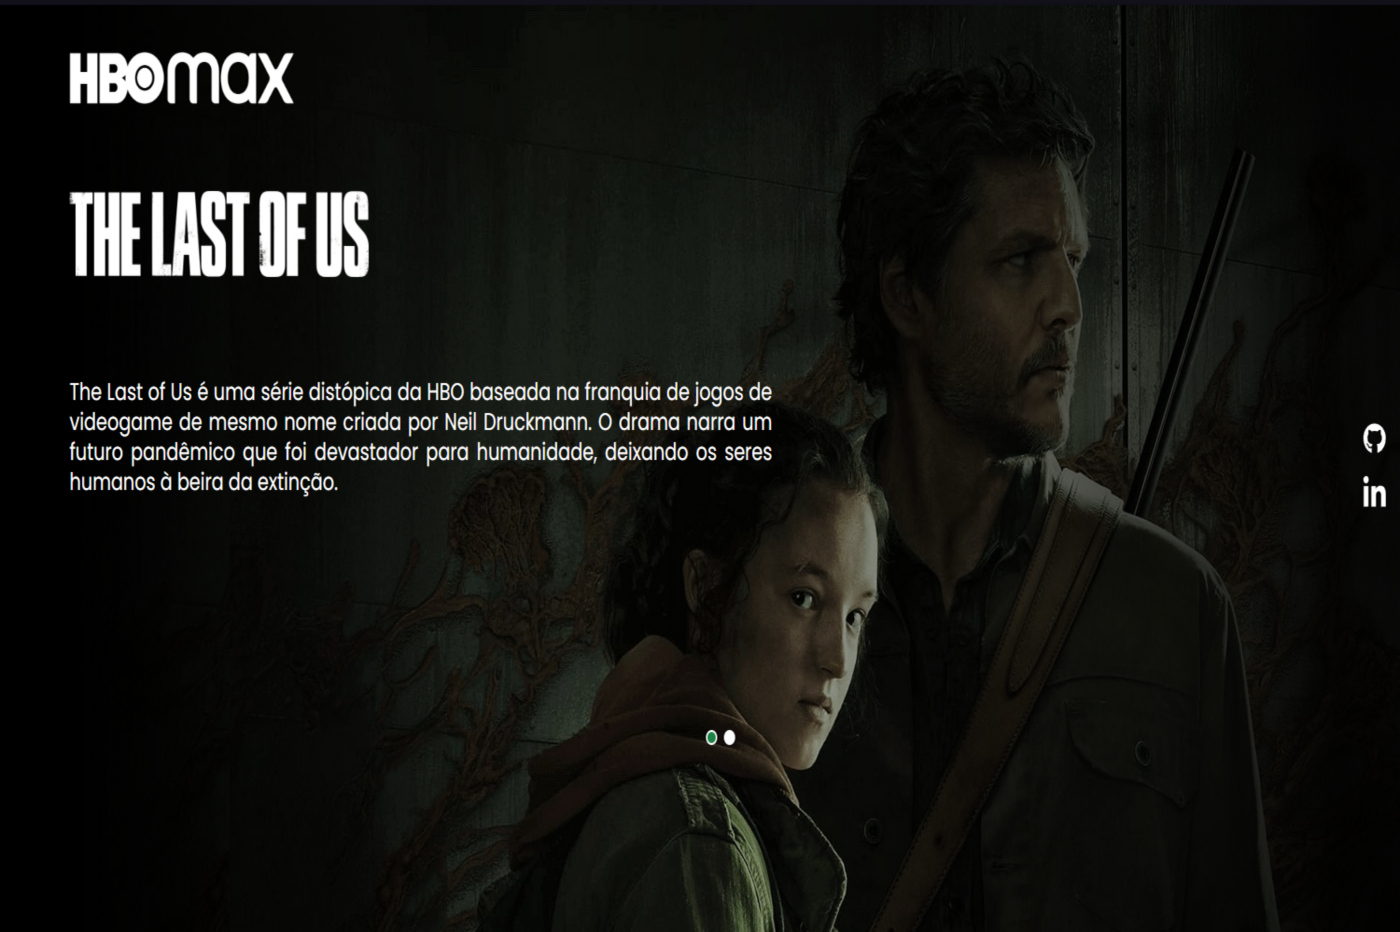 HBOmax
THE LAST OF US
The Last of Us é uma série distópica da HBO baseada na franquia de jogos de
videogame de mesmo nome criada por Neil Druckmann. O drama narra um
futuro pandêmico que foi devastador para humanidade, deixando os seres
humanos à beira da extinção.
in